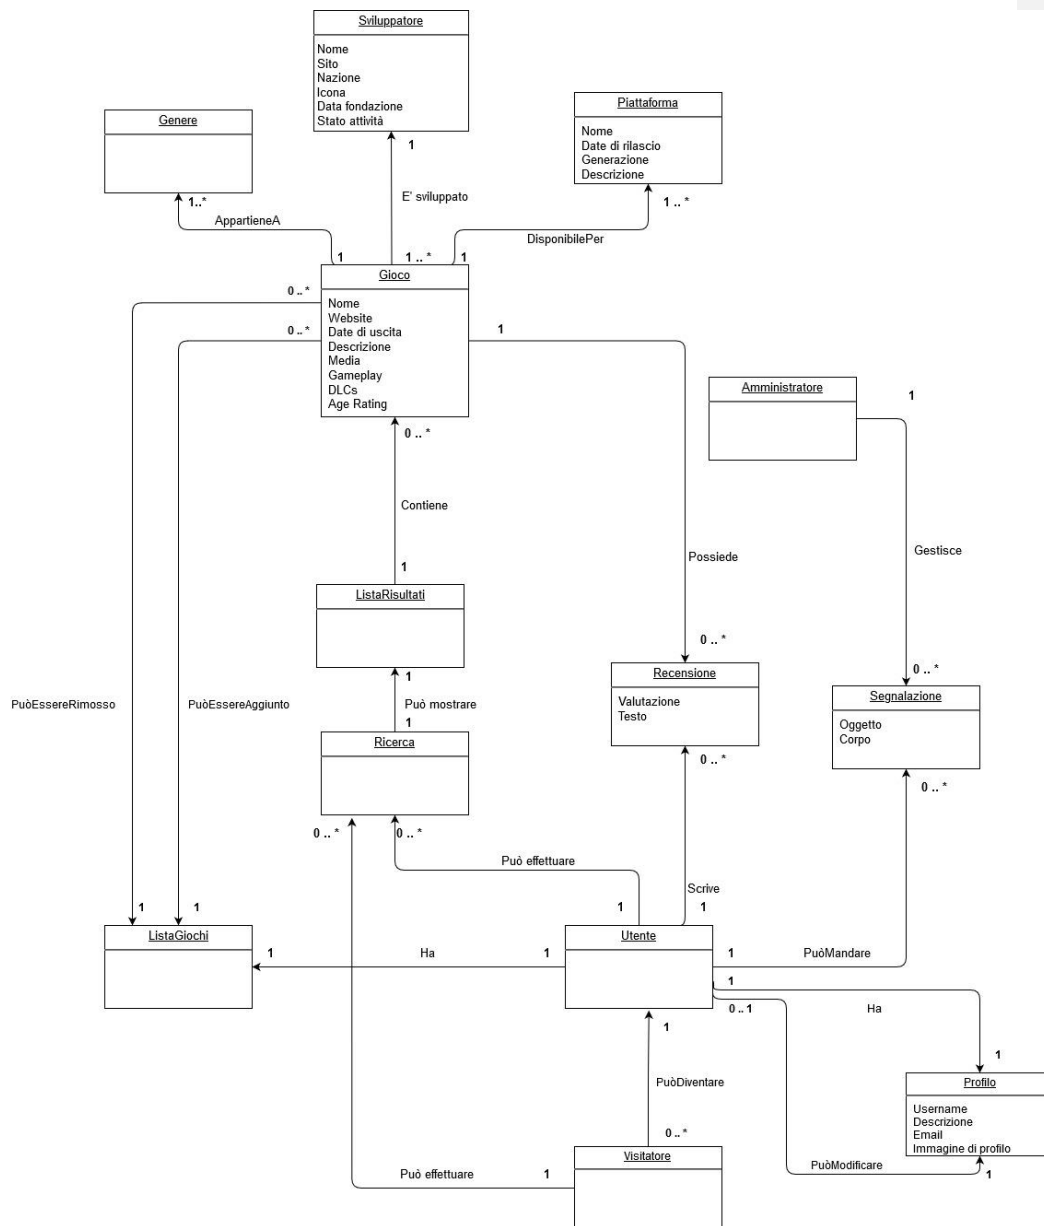 Sviluppatore
Nome
Sito
Nazione
Icona
Data fondazione
Stato attività
Piattaforma
Nome
Date di rilascio
Generazione
Descrizione
Genere
1
1..*
1 .. *
E' sviluppato
AppartieneA
DisponibilePer
1
1 .. *
1
Gioco
Nome
Website
Date di uscita
Descrizione
Media
Gameplay
DLCs
Age Rating
0 .. *
0 .. *
1
Amministratore
1
0 .. *
Contiene
Possiede
Gestisce
1
ListaRisultati
0 .. *
0 .. *
Recensione
Valutazione
Testo
Segnalazione
Oggetto
Corpo
1
PuòEssereRimosso
PuòEssereAggiunto
Può mostrare
1
Ricerca
0 .. *
0 .. *
0 .. *
0 .. *
Può effettuare
Scrive
1
1
1
1
ListaGiochi
Utente
1
Ha
1
1
PuòMandare
1
0 .. 1
Ha
1
1
Profilo
Username
Descrizione
Email
Immagine di profilo
PuòDiventare
0 .. *
Visitatore
Può effettuare
1
PuòModificare
1